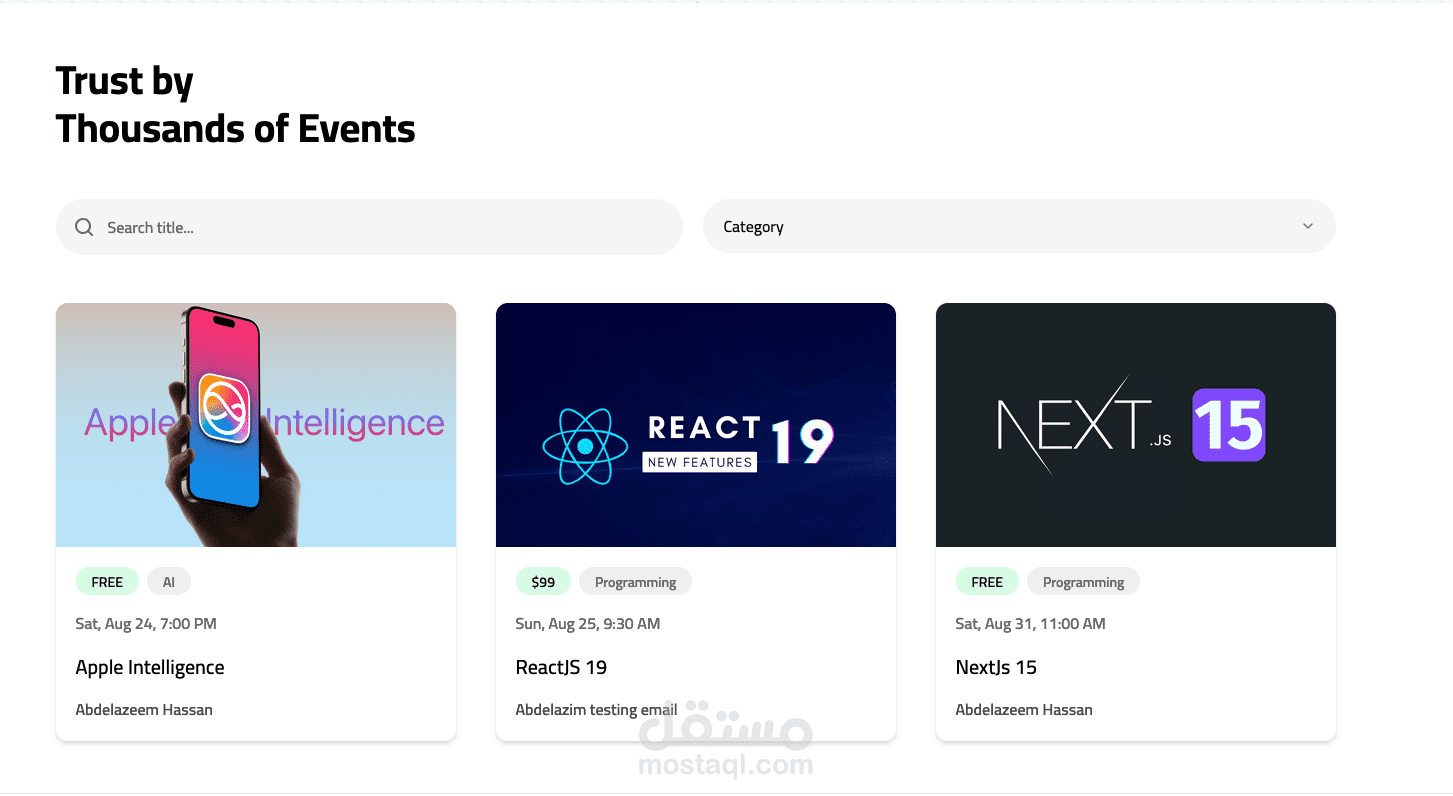 Trust by
Thousands of Events
Search title...
Category
Apple Intelligence
REACT 19
NEW FEATURES
NEXT.JS 15
FREE AI
Sat, Aug 24, 7:00 PM
Apple Intelligence
Abdelazeem Hassan
$99 Programming
Sun, Aug 25, 9:30 AM
ReactJS 19
Abdelazim testing email
FREE Programming
Sat, Aug 31, 11:00 AM
NextJs 15
Abdelazeem Hassan
مستقل
mostaql.com